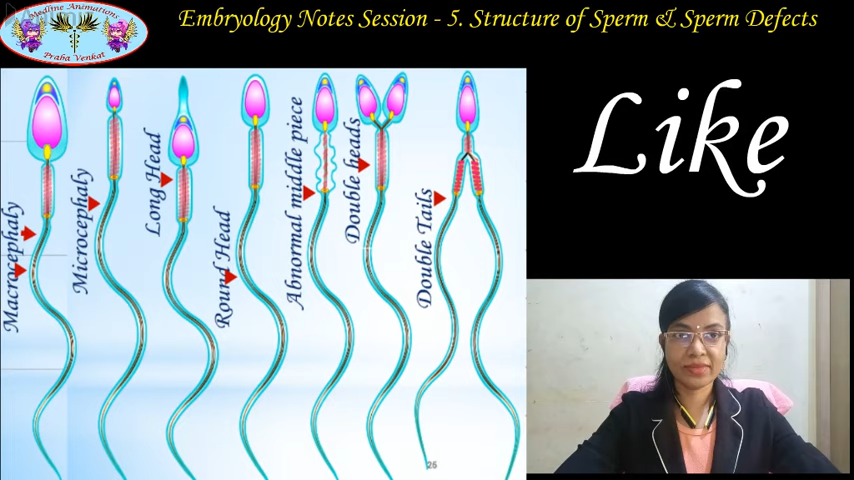 Medline Animations
Praba Venkat
Embryology Notes Session - 5. Structure of Sperm & Sperm Defects
Like
Macrocephaly
Microcephaly
Long Head
Round Head
Abnormal middle piece
Double heads
Double Tails
25